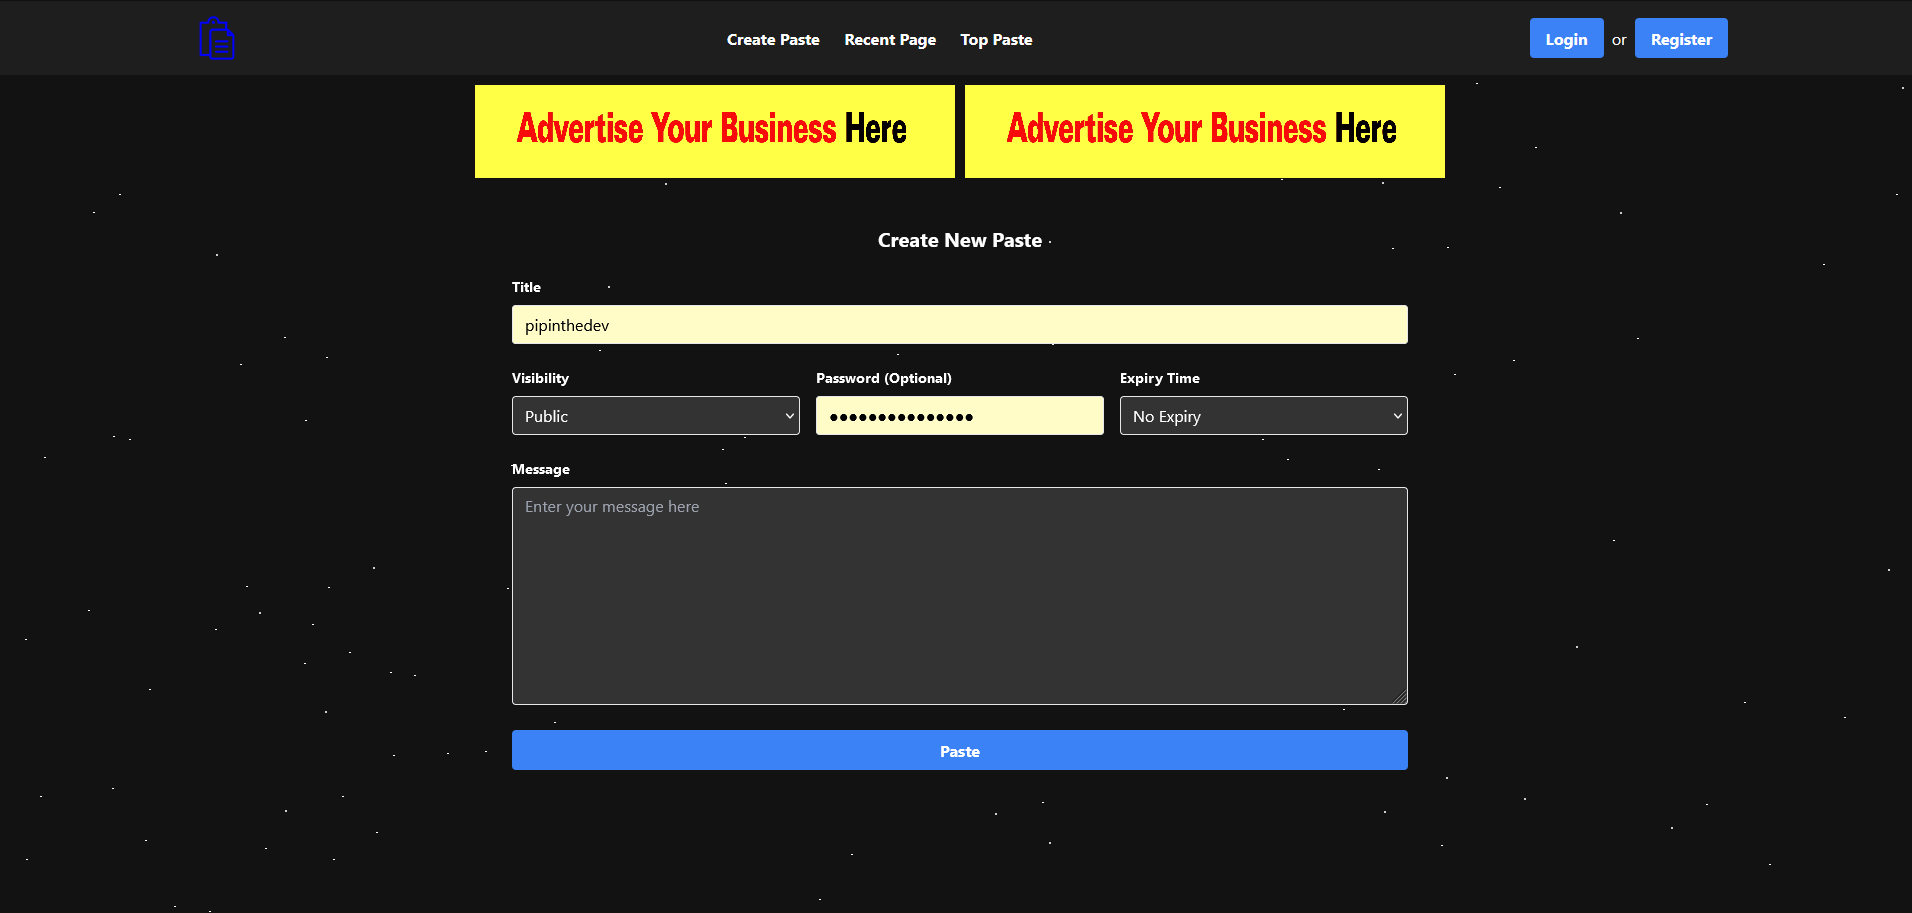 Create Paste Recent Page Top Paste Login or Register
Advertise Your Business Here Advertise Your Business Here
Create New Paste
Title
pipinthedev
Visibility Password (Optional) Expiry Time
Public ●●●●●●●●●●●●●●● No Expiry
Message
Enter your message here
Paste